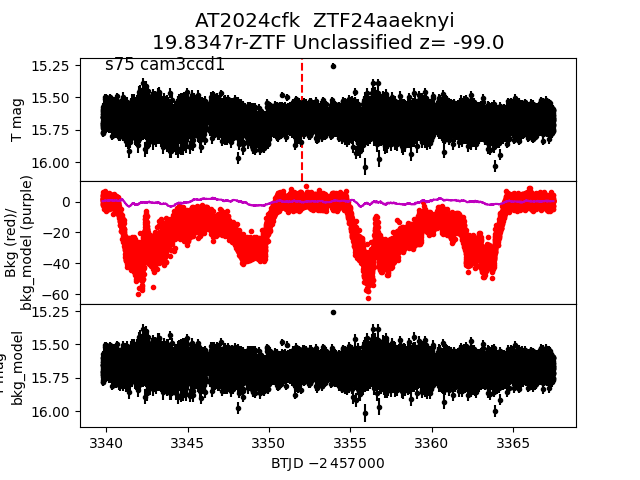 AT2024cfk  ZTF24aaeknyi
19.8347r-ZTF Unclassified z= -99.0
s75 cam3ccd1
15.25
15.50
15.75
16.00
T mag
0
−20
−40
−60
Bkg (red)/
bkg_model (purple)
15.25
15.50
15.75
16.00
mag
bkg_model
3340 3345 3350 3355 3360 3365
BTJD −2 457 000